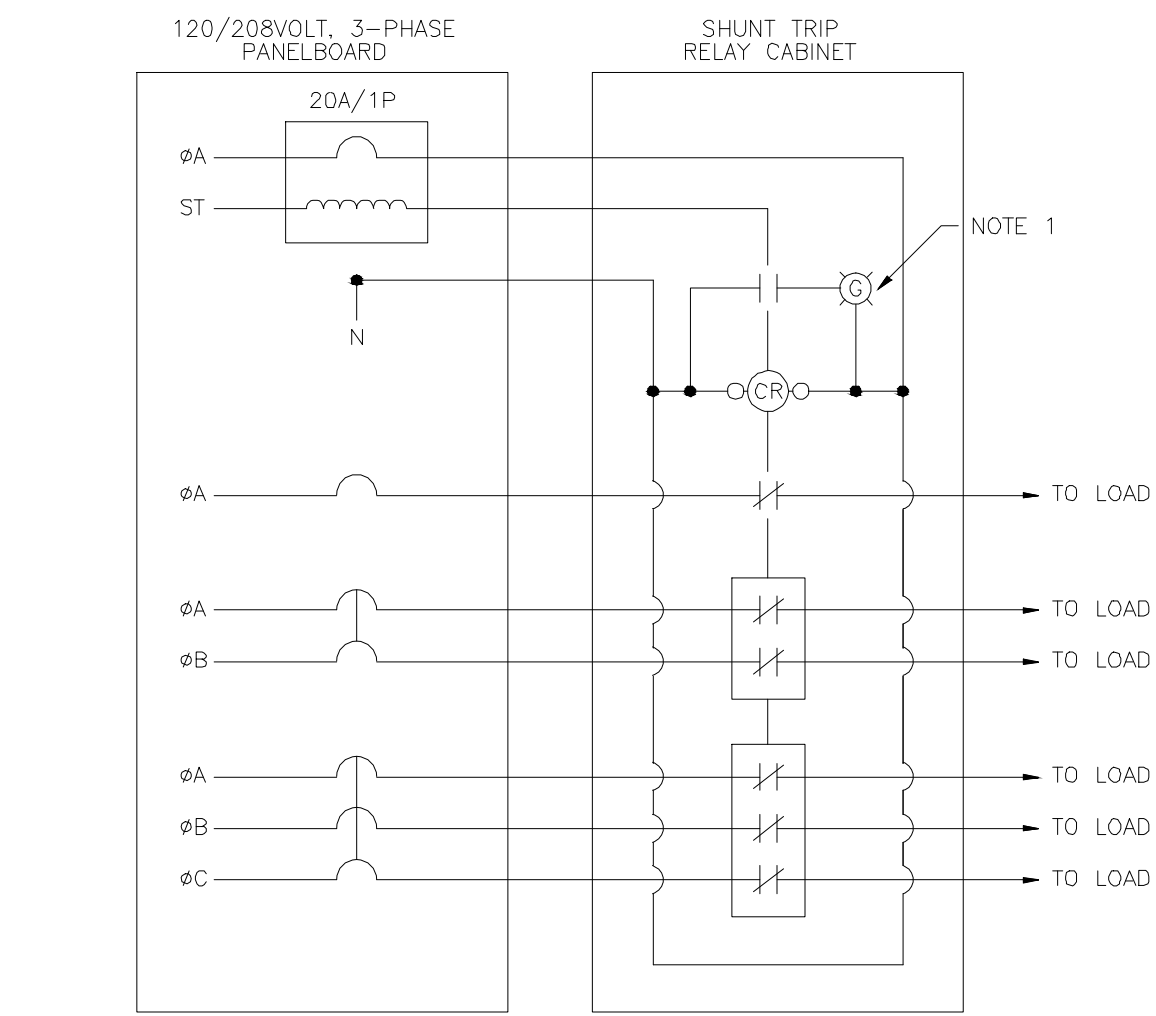 120/208VOLT, 3-PHASE
PANELBOARD
SHUNT TRIP
RELAY CABINET
20A/1P
øA
ST
NOTE 1
G
N
CR
øA
TO LOAD
øA
TO LOAD
øB
TO LOAD
øA
TO LOAD
øB
TO LOAD
øC
TO LOAD